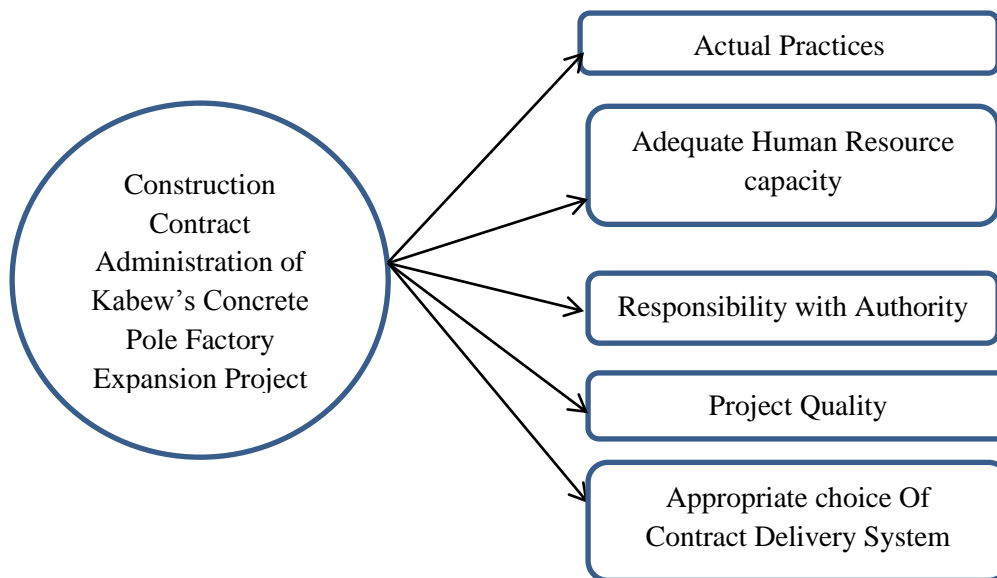 Construction
Contract
Administration of
Kabew’s Concrete
Pole Factory
Expansion Project
Actual Practices
Adequate Human Resource
capacity
Responsibility with Authority
Project Quality
Appropriate choice Of
Contract Delivery System